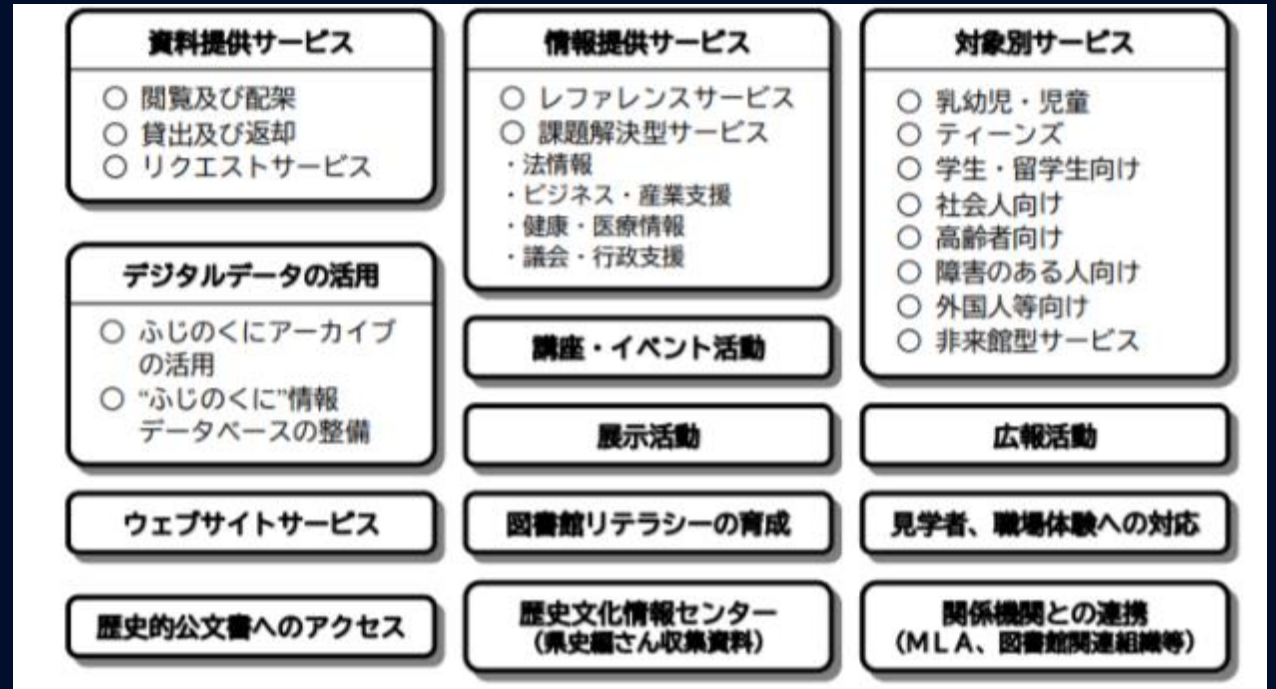 資料提供サービス
○ 閲覧及び配架
○ 貸出及び返却
○ リクエストサービス
デジタルデータの活用
○ ふじのくにアーカイブ
の活用
○ “ふじのくに”情報
データベースの整備
ウェブサイトサービス
歴史的公文書へのアクセス
情報提供サービス
○ レファレンスサービス
○ 課題解決型サービス
・法情報
・ビジネス・産業支援
・健康・医療情報
・議会・行政支援
講座・イベント活動
展示活動
図書館リテラシーの育成
歴史文化情報センター
（県史編さん収集資料）
対象別サービス
○ 乳幼児・児童
○ ティーンズ
○ 学生・留学生向け
○ 社会人向け
○ 高齢者向け
○ 障害のある人向け
○ 外国人等向け
○ 非来館型サービス
広報活動
見学者、職場体験への対応
関係機関との連携
（ＭＬＡ、図書館関連組織等）